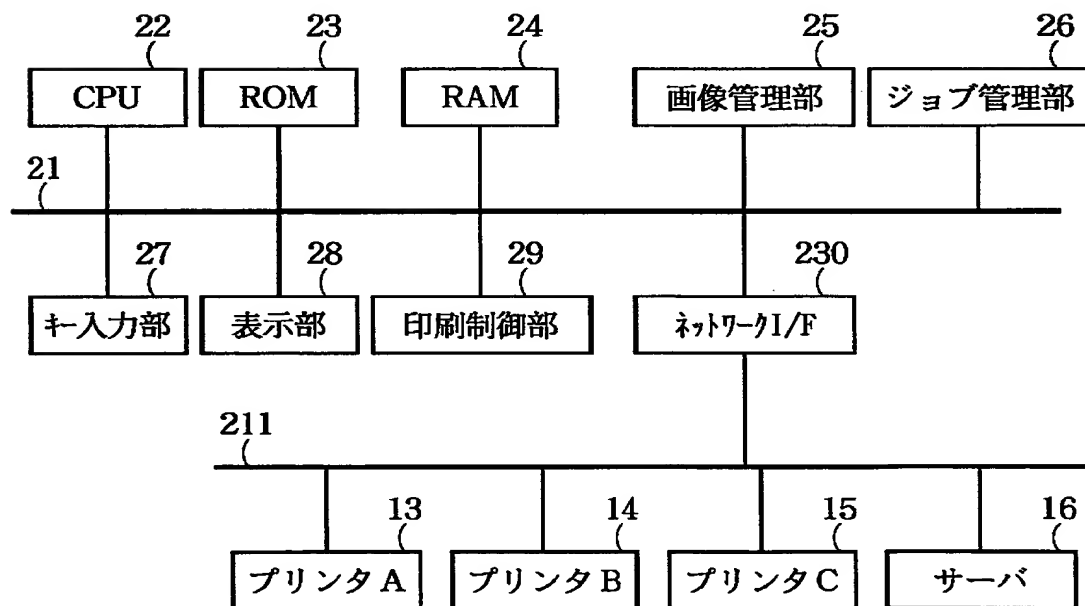 22 23 24 25 26
CPU ROM RAM 画像管理部 ジョブ管理部
21
27 28 29 230
キー入力部 表示部 印刷制御部 ネットワークI/F
211
13 14 15 16
プリンタA プリンタB プリンタC サーバ